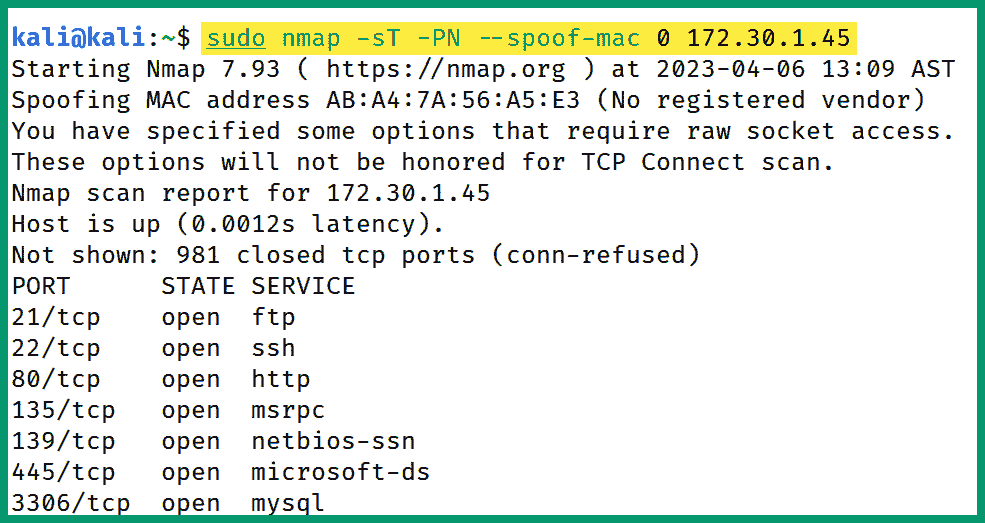 kali@kali:~$ sudo nmap -sT -PN --spoof-mac 0 172.30.1.45
Starting Nmap 7.93 ( https://nmap.org ) at 2023-04-06 13:09 AST
Spoofing MAC address AB:A4:7A:56:A5:E3 (No registered vendor)
You have specified some options that require raw socket access.
These options will not be honored for TCP Connect scan.
Nmap scan report for 172.30.1.45
Host is up (0.0012s latency).
Not shown: 981 closed tcp ports (conn-refused)
PORT     STATE SERVICE
21/tcp   open  ftp
22/tcp   open  ssh
80/tcp   open  http
135/tcp  open  msrpc
139/tcp  open  netbios-ssn
445/tcp  open  microsoft-ds
3306/tcp open  mysql